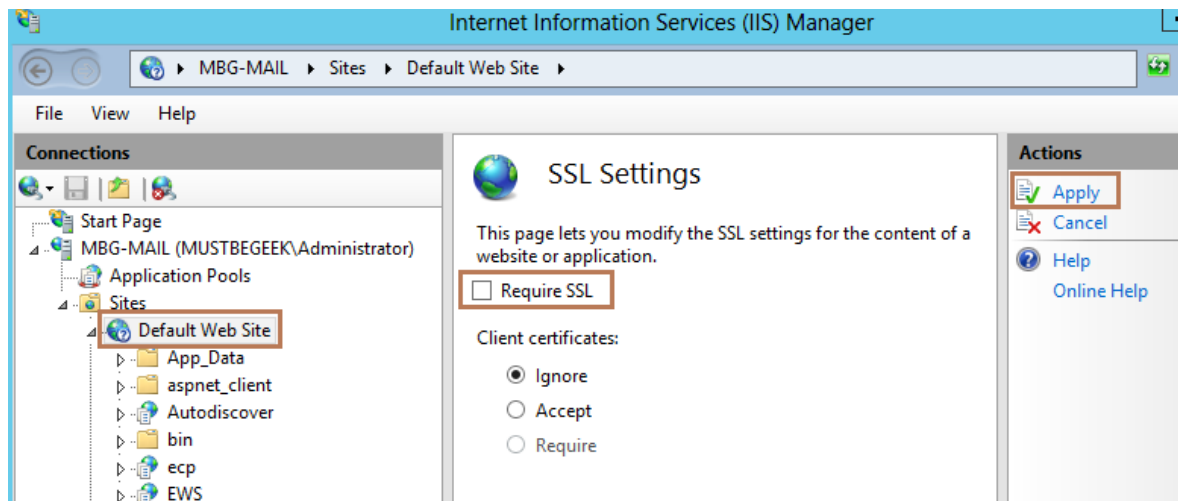 Internet Information Services (IIS) Manager
MBG-MAIL Sites Default Web Site
File View Help
Connections
Start Page
MBG-MAIL (MUSTBEGEEK\Administrator)
Application Pools
Sites
Default Web Site
App_Data
aspnet_client
Autodiscover
bin
ecp
EWS
SSL Settings
This page lets you modify the SSL settings for the content of a
website or application.
Require SSL
Client certificates:
Ignore
Accept
Require
Actions
Apply
Cancel
Help
Online Help